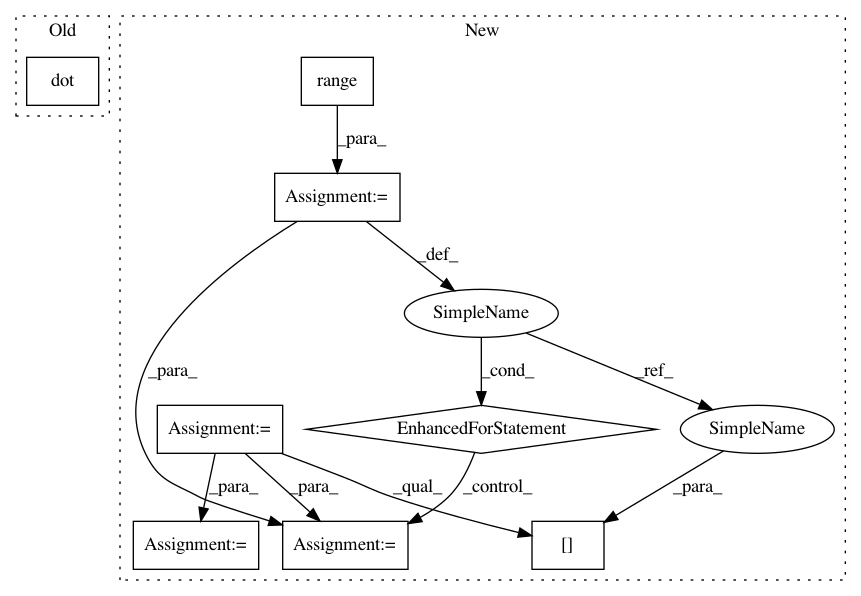 Old
New
dot
range
_para_
Assignment:=
_def_
SimpleName
_para_
_cond_
_ref_
Assignment:=
EnhancedForStatement
SimpleName
_para_
_para_
_qual_
_control_
_para_
Assignment:=
Assignment:=
[]